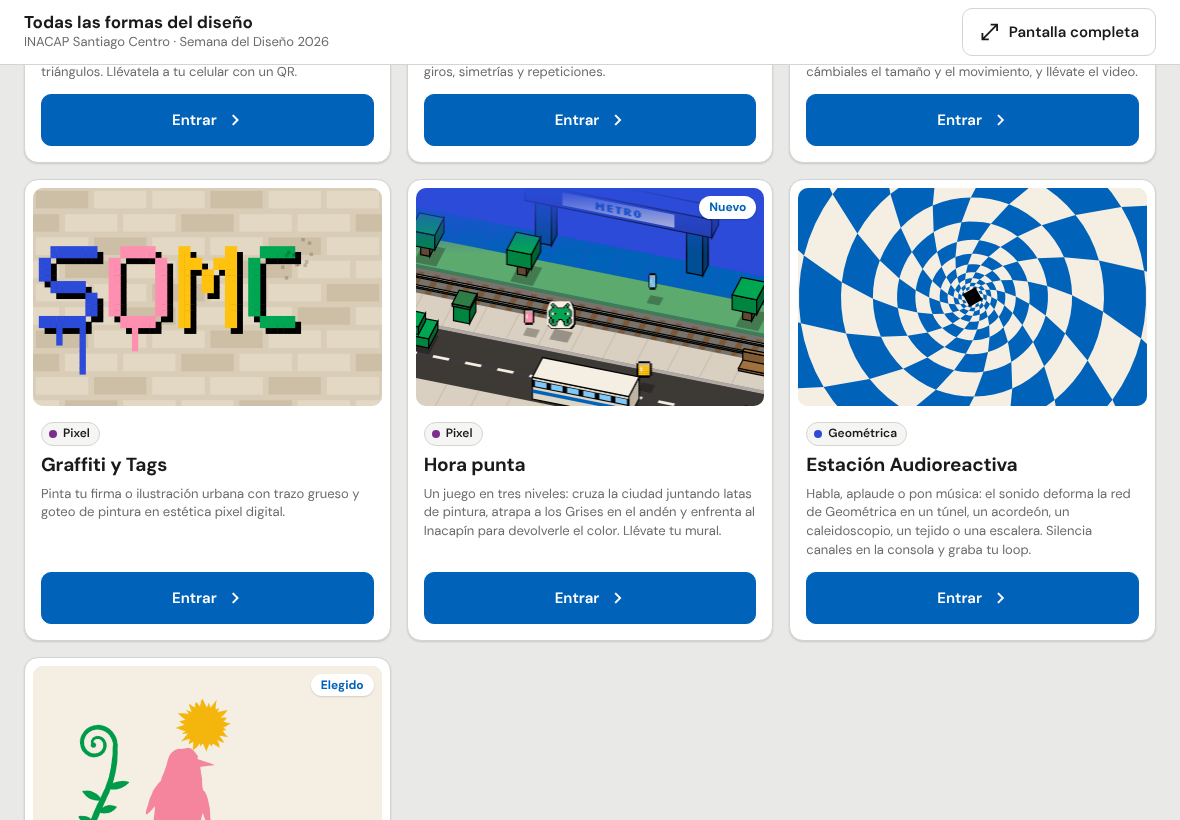 Todas las formas del diseño
INACAP Santiago Centro · Semana del Diseño 2026
Pantalla completa
triángulos. Llévatela a tu celular con un QR.
giros, simetrías y repeticiones.
cámbiales el tamaño y el movimiento, y llévate el video.
Entrar
Entrar
Entrar
SOMC
METRO
Nuevo
Pixel
Graffiti y Tags
Pinta tu firma o ilustración urbana con trazo grueso y
goteo de pintura en estética pixel digital.
Entrar
Pixel
Hora punta
Un juego en tres niveles: cruza la ciudad juntando latas
de pintura, atrapa a los Grises en el andén y enfrenta al
Inacapín para devolverle el color. Llévate tu mural.
Entrar
Geométrica
Estación Audioreactiva
Habla, aplaude o pon música: el sonido deforma la red
de Geométrica en un túnel, un acordeón, un
caleidoscopio, un tejido o una escalera. Silencia
canales en la consola y graba tu loop.
Entrar
Elegido